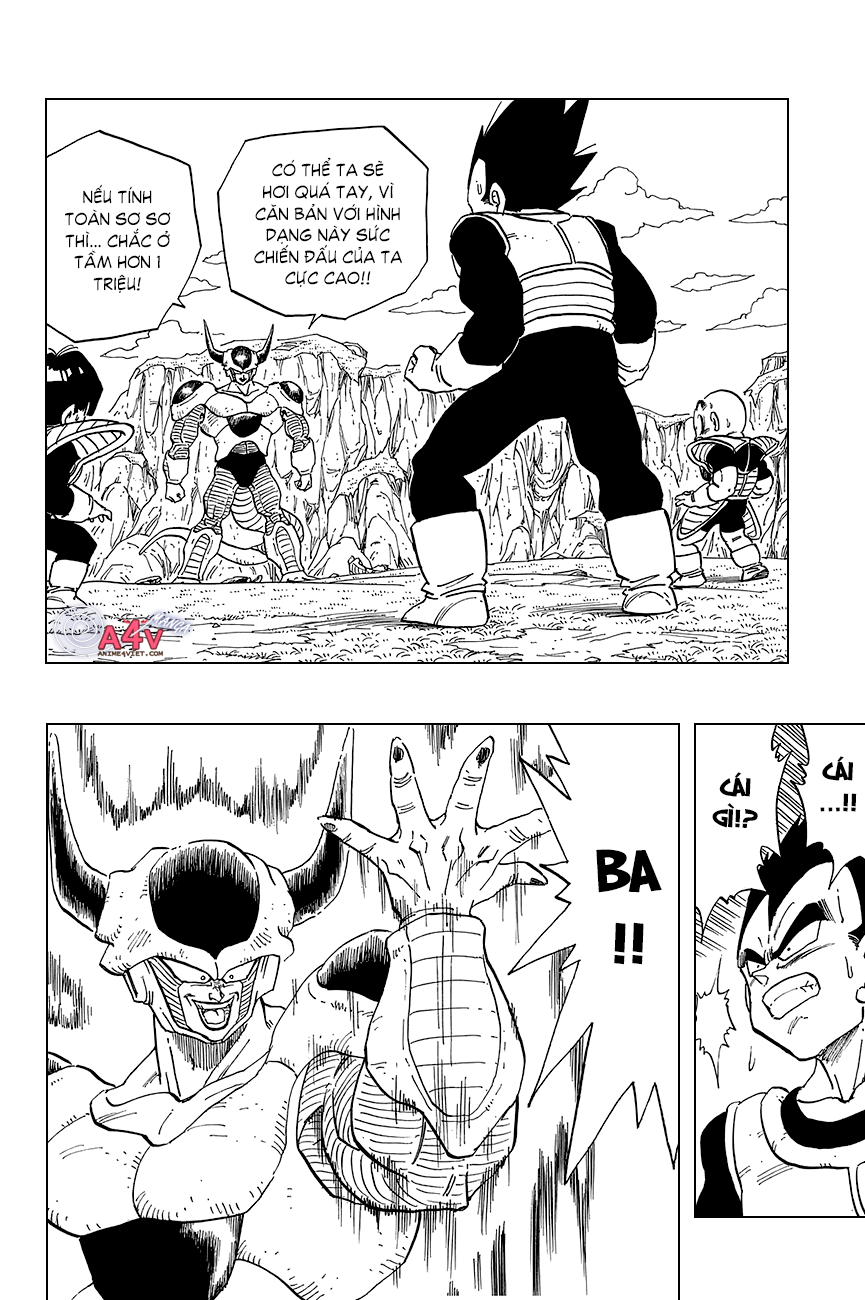 CÓ THỂ TA SẼ
HƠI QUÁ TAY, VÌ
CĂN BẢN VỚI HÌNH
DẠNG NÀY SỨC
CHIẾN ĐẤU CỦA TA
CỰC CAO!!
NẾU TÍNH
TOÀN SƠ SƠ
THÌ... CHẮC Ở
TẦM HƠN 1
TRIỆU!
A4V
ANIME4VIET.COM
CÁI
...!!
CÁI
GÌ!?
BA
!!